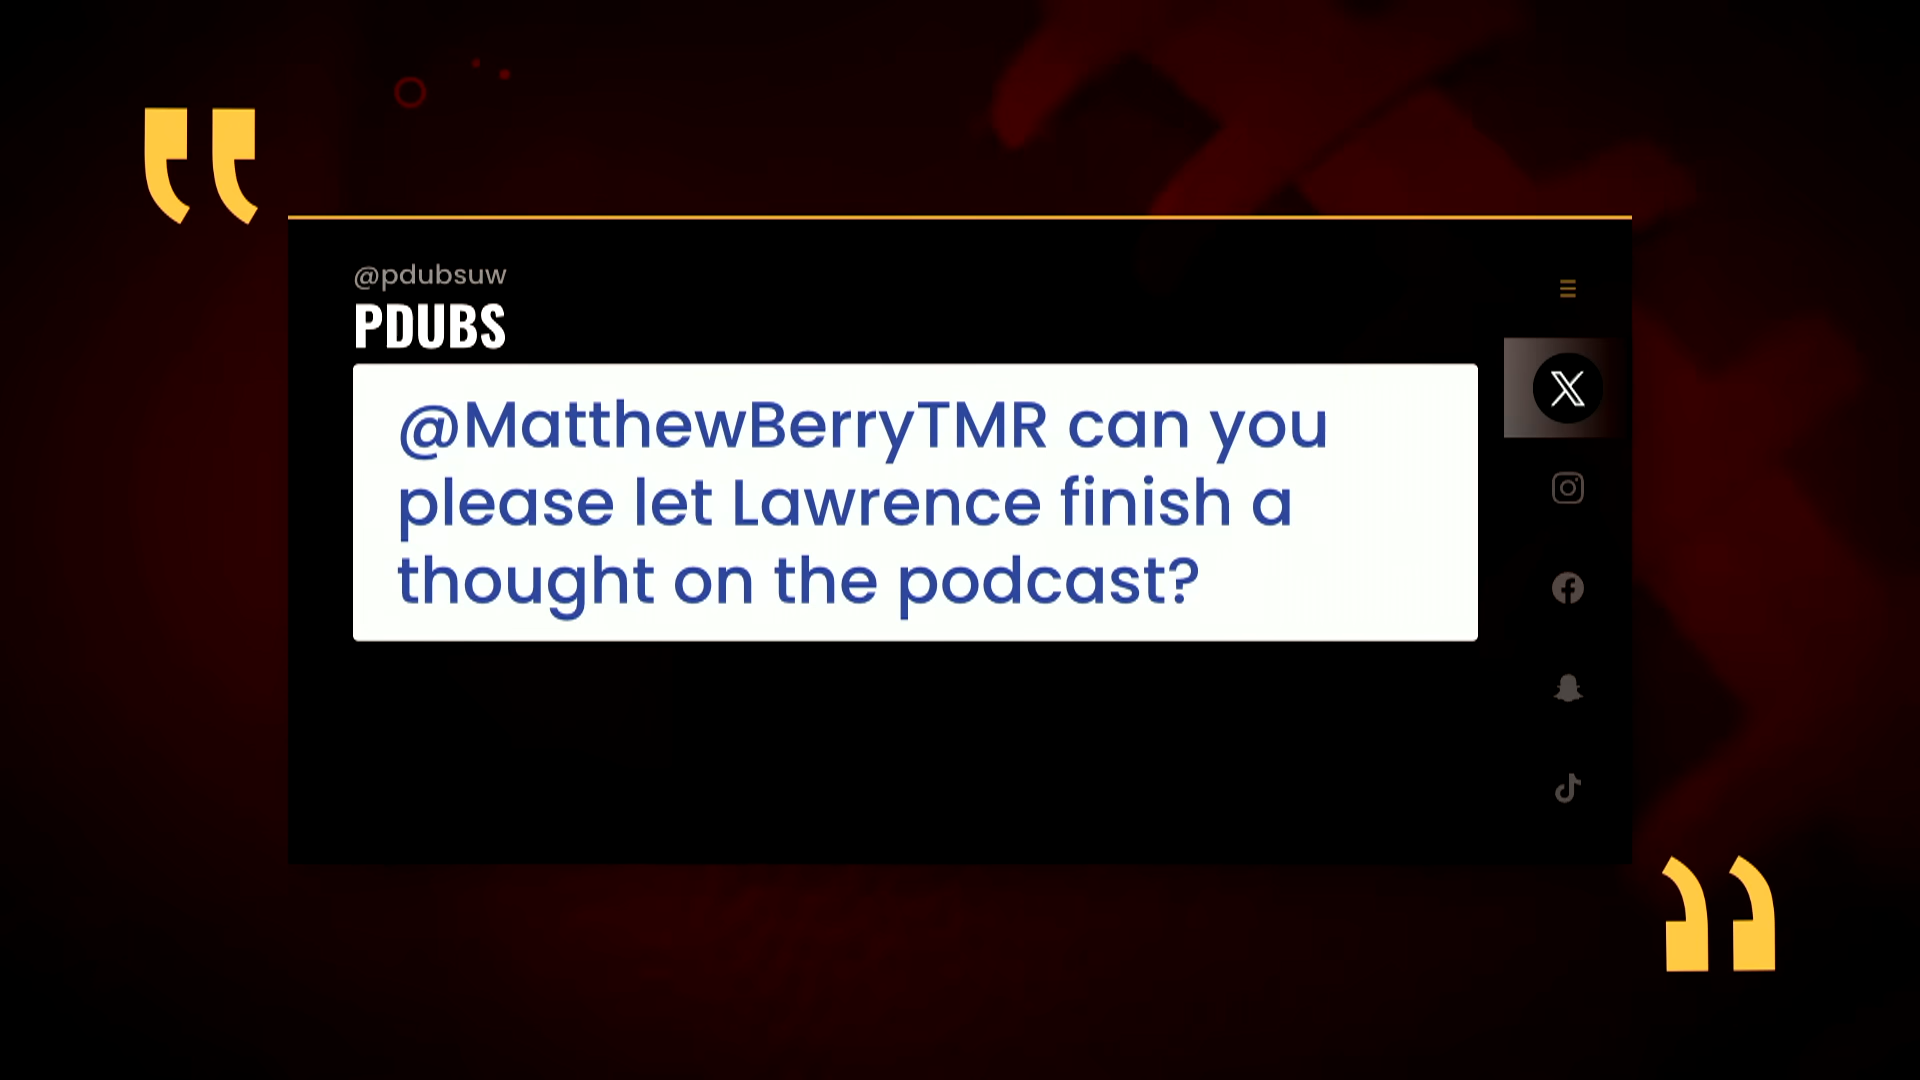 @pdubsuw
PDUBS
@MatthewBerryTMR can you
please let Lawrence finish a
thought on the podcast?